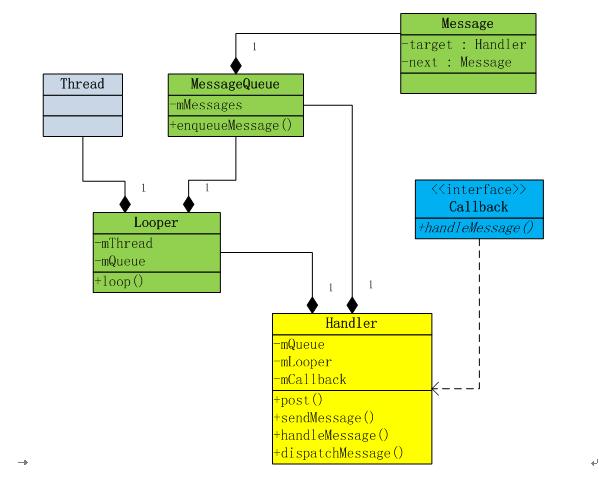 Message
-target : Handler
-next : Message
1
Thread
MessageQueue
-mMessages
+enqueueMessage()
1
1
<<interface>>
Callback
+handleMessage()
Looper
-mThread
-mQueue
+loop()
1
1
Handler
-mQueue
-mLooper
-mCallback
+post()
+sendMessage()
+handleMessage()
+dispatchMessage()